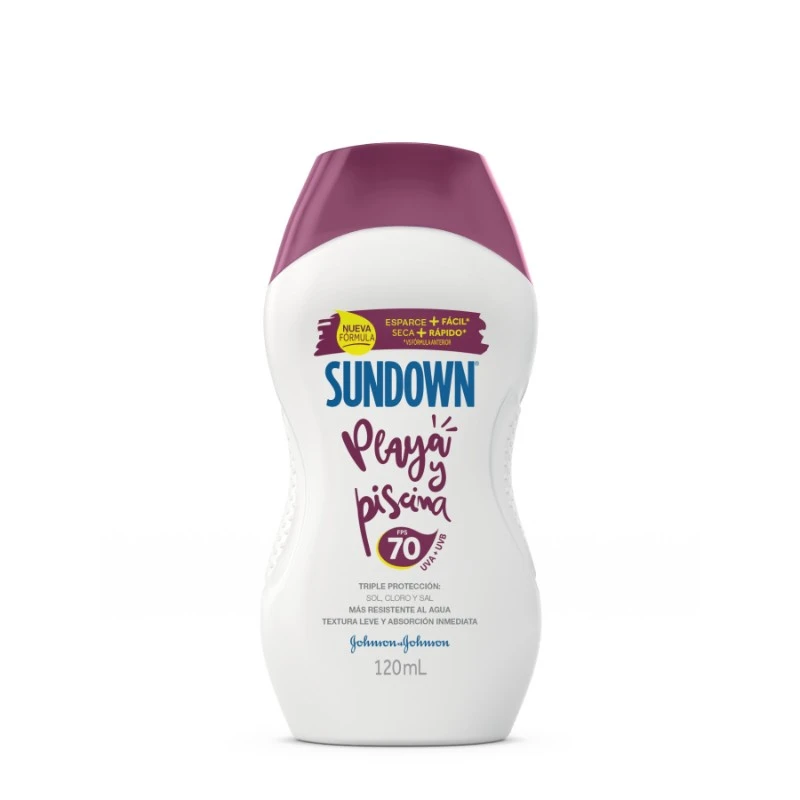 NUEVA
FÓRMULA
ESPARCE + FÁCIL*
SECA + RÁPIDO*
*VS FÓRMULA ANTERIOR
SUNDOWN®
Playa
y
piscina
FPS
70
UVA + UVB
TRIPLE PROTECCIÓN:
SOL, CLORO Y SAL
MÁS RESISTENTE AL AGUA
TEXTURA LEVE Y ABSORCIÓN INMEDIATA
Johnson & Johnson
120mL